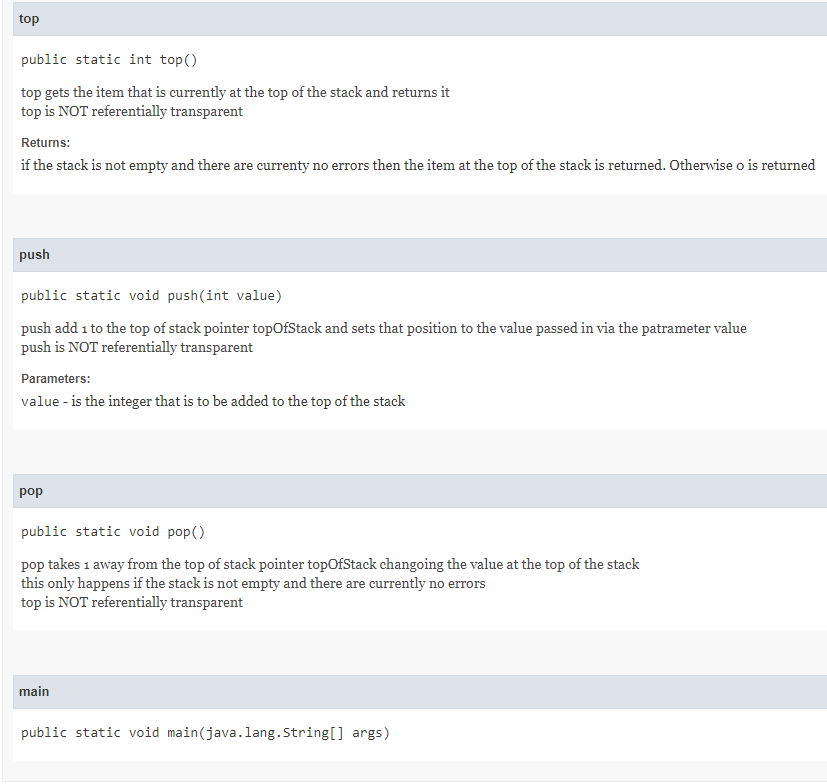 top
public static int top()
top gets the item that is currently at the top of the stack and returns it
top is NOT referentially transparent
Returns:
if the stack is not empty and there are currenty no errors then the item at the top of the stack is returned. Otherwise 0 is returned
push
public static void push(int value)
push add 1 to the top of stack pointer topOfStack and sets that position to the value passed in via the patrameter value
push is NOT referentially transparent
Parameters:
value - is the integer that is to be added to the top of the stack
pop
public static void pop()
pop takes 1 away from the top of stack pointer topOfStack changoing the value at the top of the stack
this only happens if the stack is not empty and there are currently no errors
top is NOT referentially transparent
main
public static void main(java.lang.String[] args)